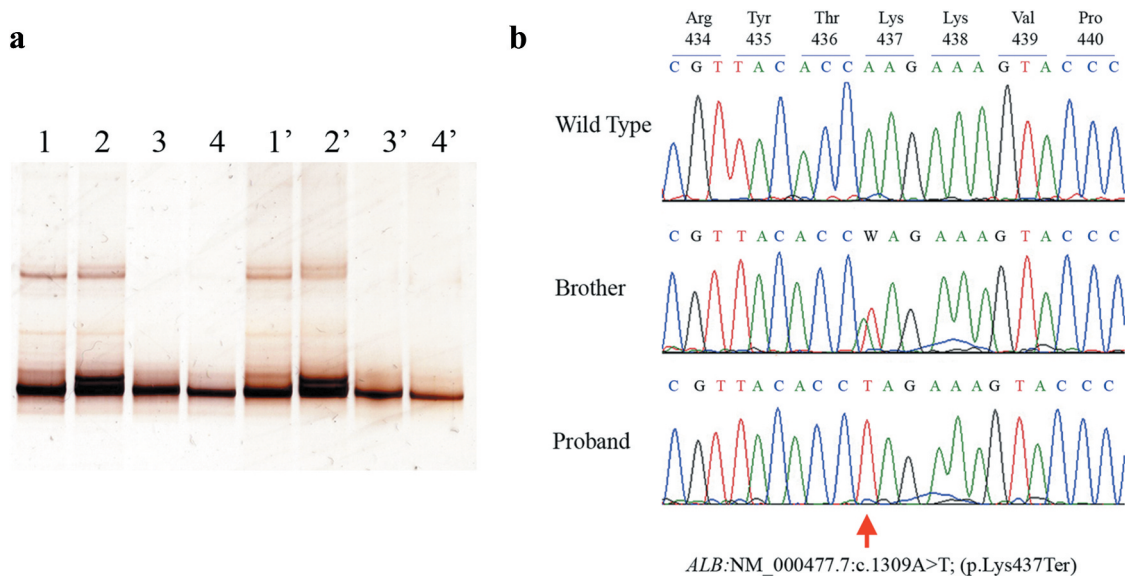 a
1 2 3 4 1’ 2’ 3’ 4’
b
Arg Tyr Thr Lys Lys Val Pro
434 435 436 437 438 439 440
C G T T A C A C C A A G A A A G T A C C C
Wild Type
C G T T A C A C C W A G A A A G T A C C C
Brother
C G T T A C A C C T A G A A A G T A C C C
Proband
ALB:NM_000477.7:c.1309A>T; (p.Lys437Ter)